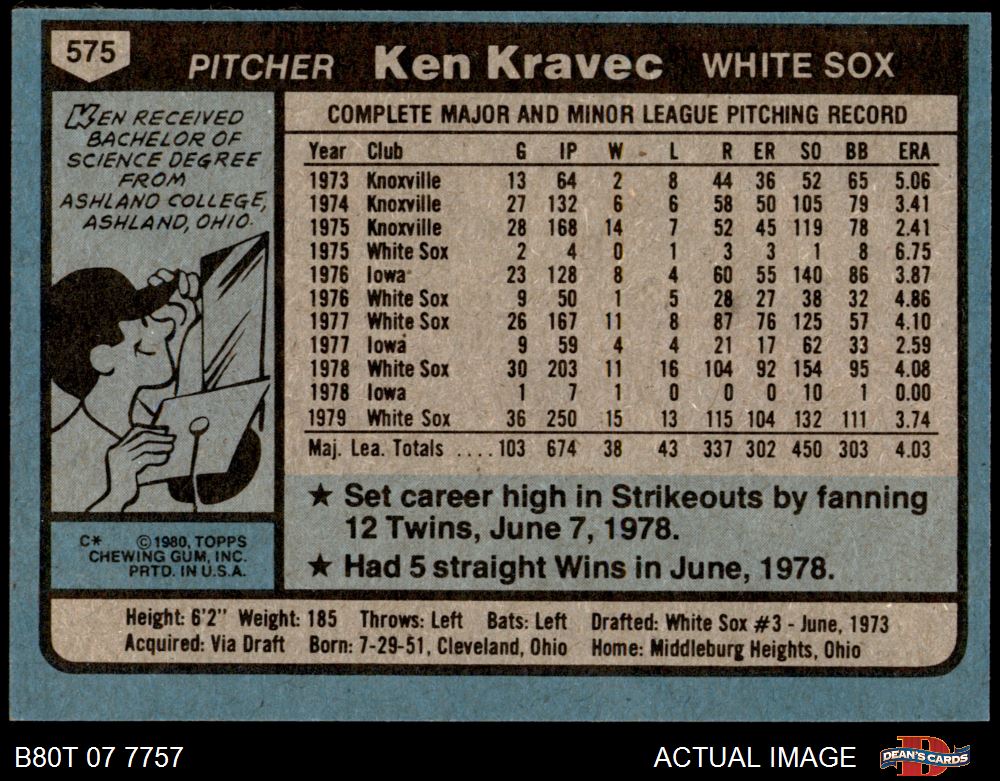 575
PITCHER Ken Kravec WHITE SOX
KEN RECEIVED
BACHELOR OF
SCIENCE DEGREE
FROM
ASHLAND COLLEGE,
ASHLAND, OHIO.
COMPLETE MAJOR AND MINOR LEAGUE PITCHING RECORD
Year Club G IP W L R ER SO BB ERA
1973 Knoxville 13 64 2 8 44 36 52 65 5.06
1974 Knoxville 27 132 6 6 58 50 105 79 3.41
1975 Knoxville 28 168 14 7 52 45 119 78 2.41
1975 White Sox 2 4 0 1 3 3 1 8 6.75
1976 Iowa 23 128 8 4 60 55 140 86 3.87
1976 White Sox 9 50 1 5 28 27 38 32 4.86
1977 White Sox 26 167 11 8 87 76 125 57 4.10
1977 Iowa 9 59 4 4 21 17 62 33 2.59
1978 White Sox 30 203 11 16 104 92 154 95 4.08
1978 Iowa 1 7 1 0 0 0 10 1 0.00
1979 White Sox 36 250 15 13 115 104 132 111 3.74
Maj. Lea. Totals .... 103 674 38 43 337 302 450 303 4.03
★ Set career high in Strikeouts by fanning
12 Twins, June 7, 1978.
★ Had 5 straight Wins in June, 1978.
C* ©1980, TOPPS
CHEWING GUM, INC.
PRTD. IN U.S.A.
Height: 6'2" Weight: 185 Throws: Left Bats: Left Drafted: White Sox #3 - June, 1973
Acquired: Via Draft Born: 7-29-51, Cleveland, Ohio Home: Middleburg Heights, Ohio
B80T 07 7757 ACTUAL IMAGE DEAN'S CARDS